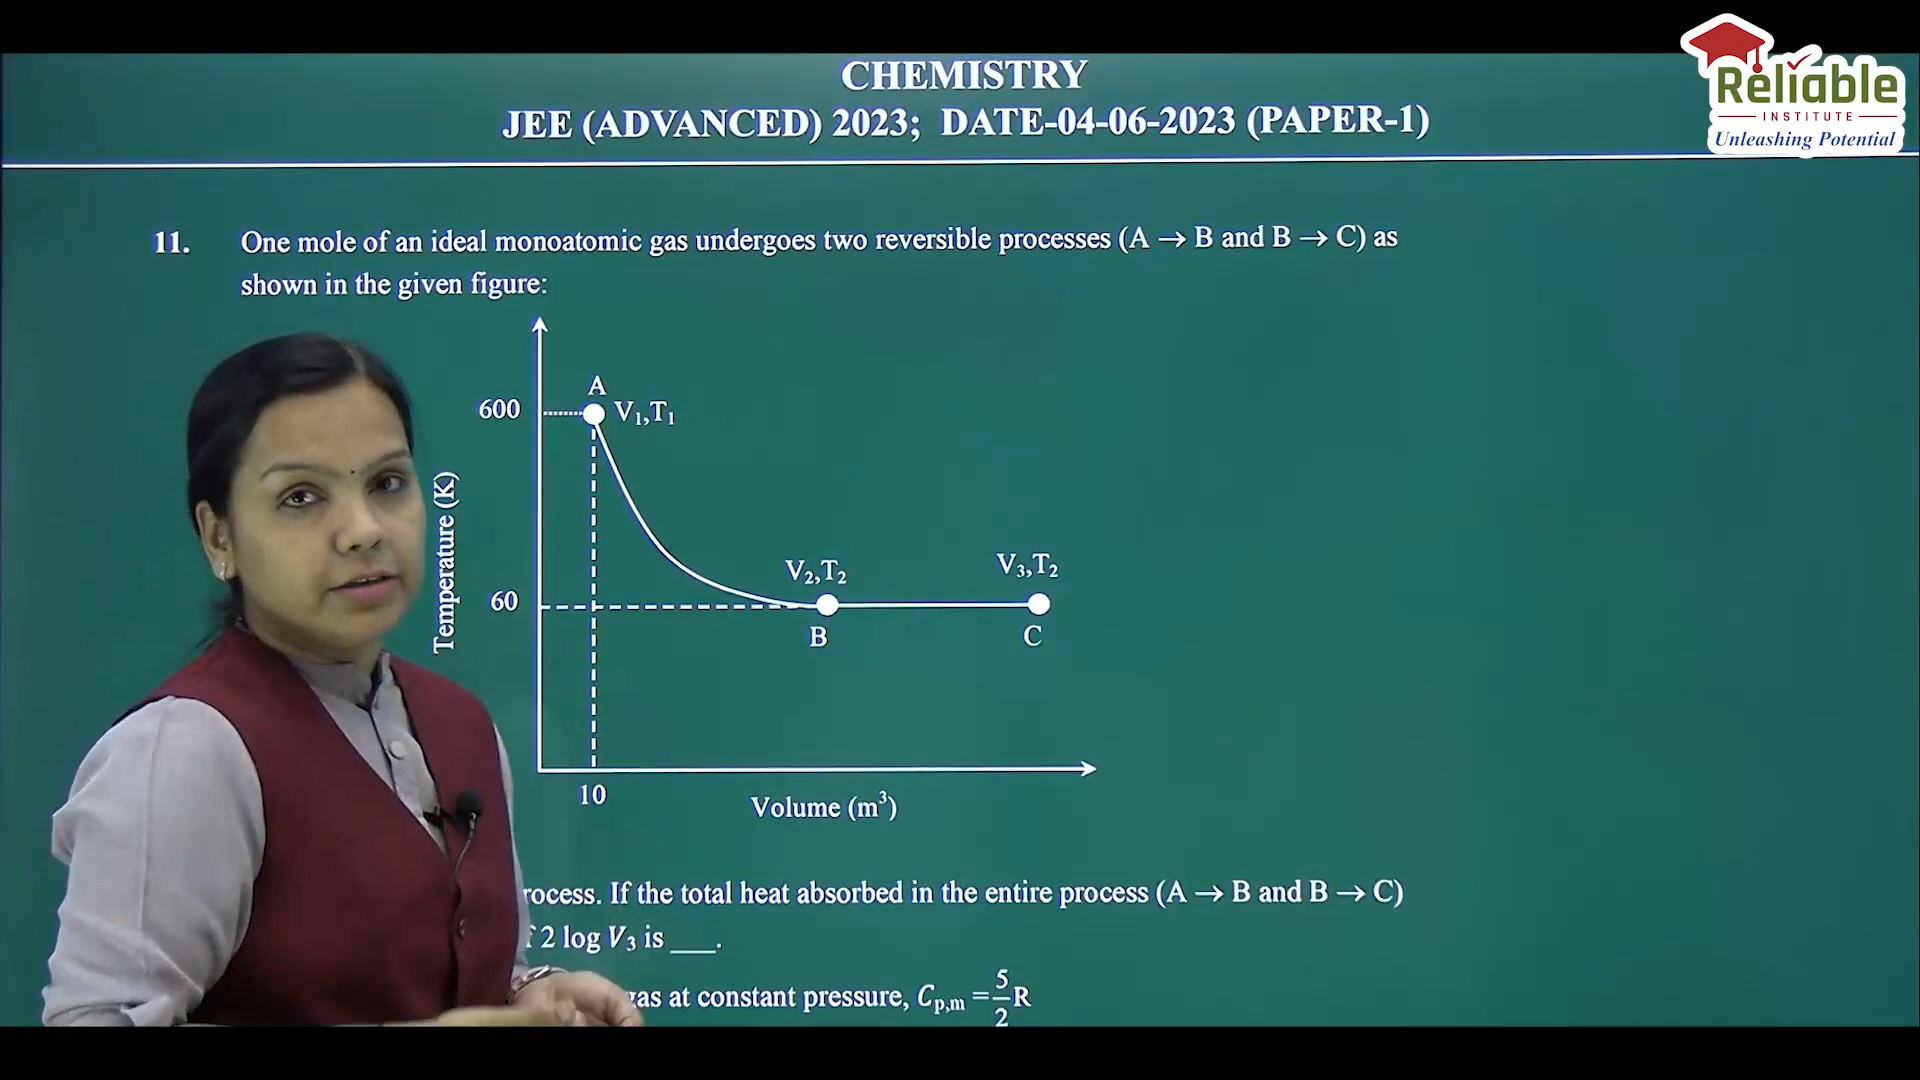 Reliable
INSTITUTE
Unleashing Potential
CHEMISTRY
JEE (ADVANCED) 2023; DATE-04-06-2023 (PAPER-1)
11. One mole of an ideal monoatomic gas undergoes two reversible processes (A → B and B → C) as
shown in the given figure:
A
600
V₁,T₁
Temperature (K)
V₂,T₂
V₃,T₂
60
B
C
10
Volume (m³)
rocess. If the total heat absorbed in the entire process (A → B and B → C)
2 log V₃ is ___.
gas at constant pressure, Cp,m = 5/2 R